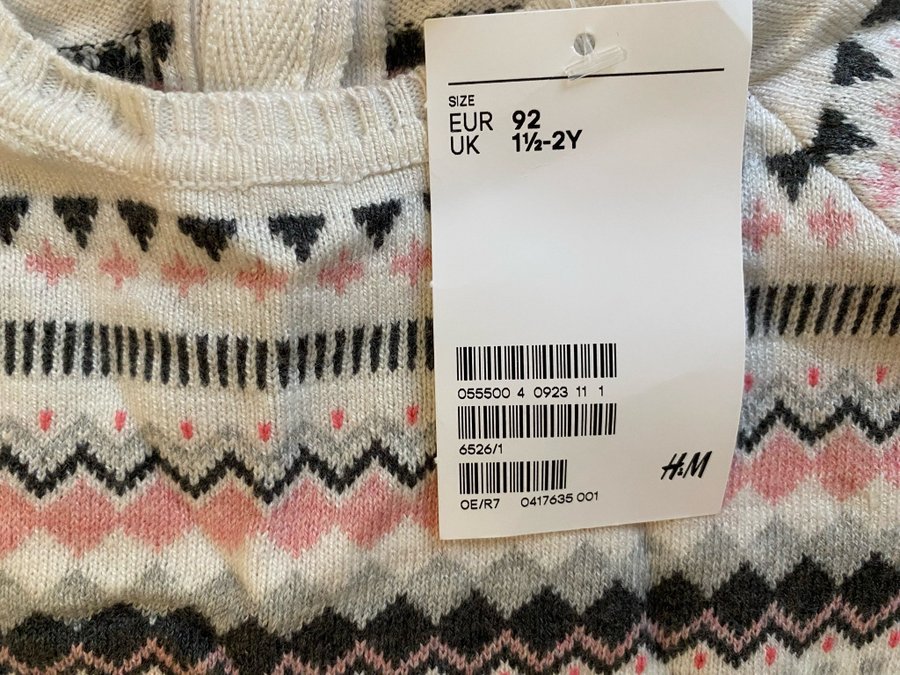 SIZE
EUR 92
UK 1½-2Y
055500 4 0923 11 1
6526/1
OE/R7 0417635 001
H&M